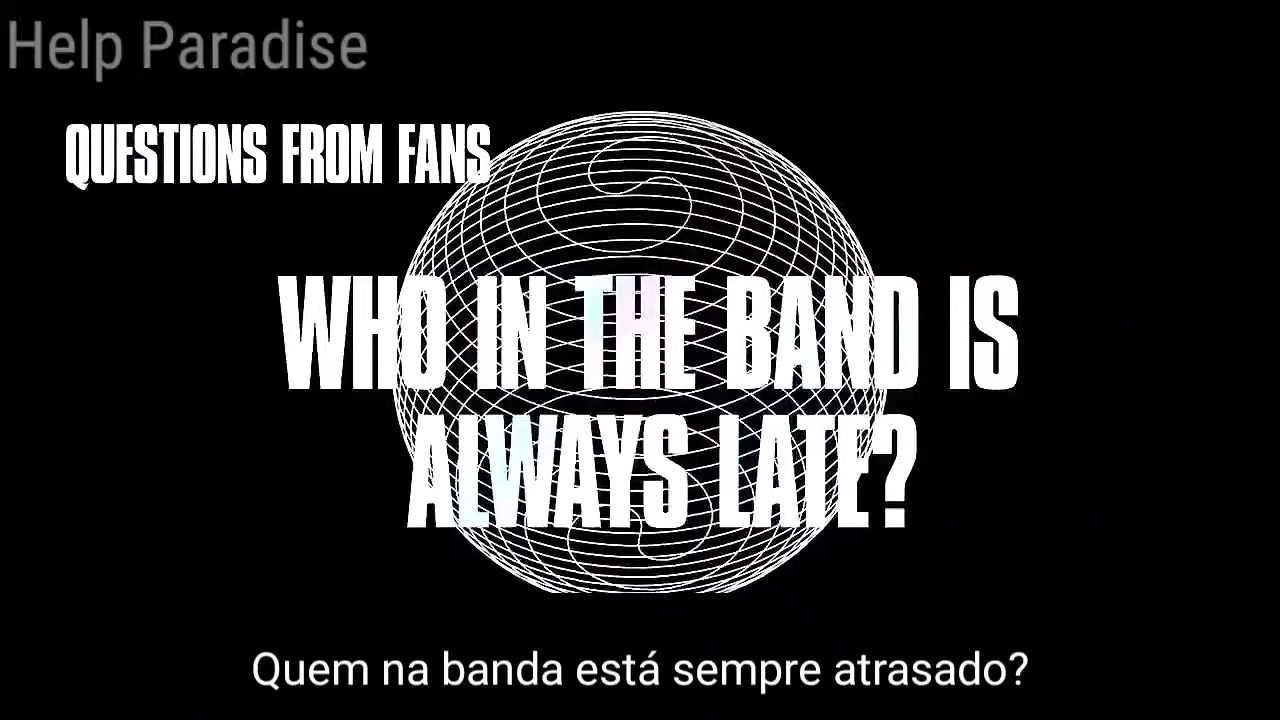 Help Paradise
QUESTIONS FROM FANS
WHO IN THE BAND IS
ALWAYS LATE?
Quem na banda está sempre atrasado?